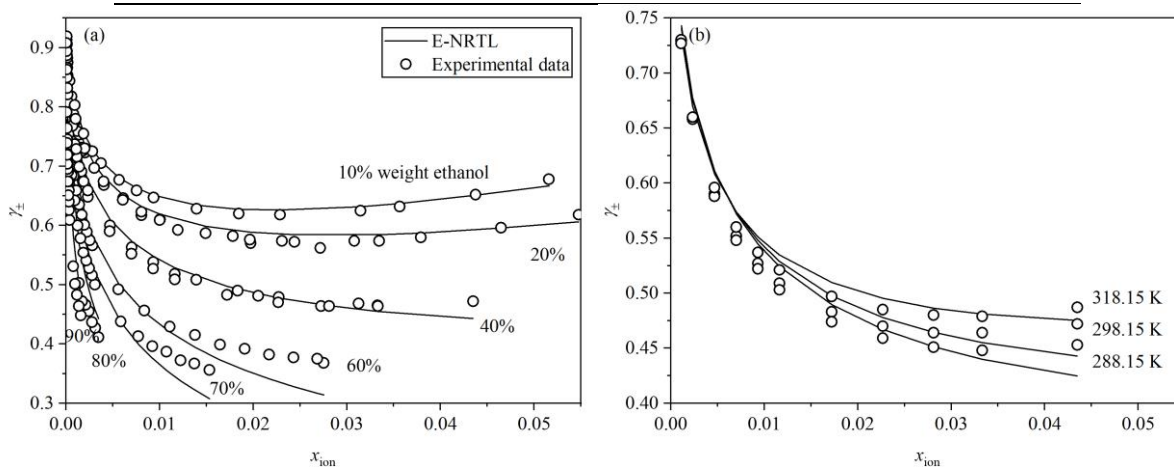 (a)
E-NRTL
Experimental data
0.9
0.8
0.7
0.6
0.5
0.4
0.3
γ±
10% weight ethanol
20%
40%
60%
70%
80%
90%
0.00 0.01 0.02 0.03 0.04 0.05
xion
(b)
0.75
0.70
0.65
0.60
0.55
0.50
0.45
0.40
γ±
318.15 K
298.15 K
288.15 K
0.00 0.01 0.02 0.03 0.04 0.05
xion